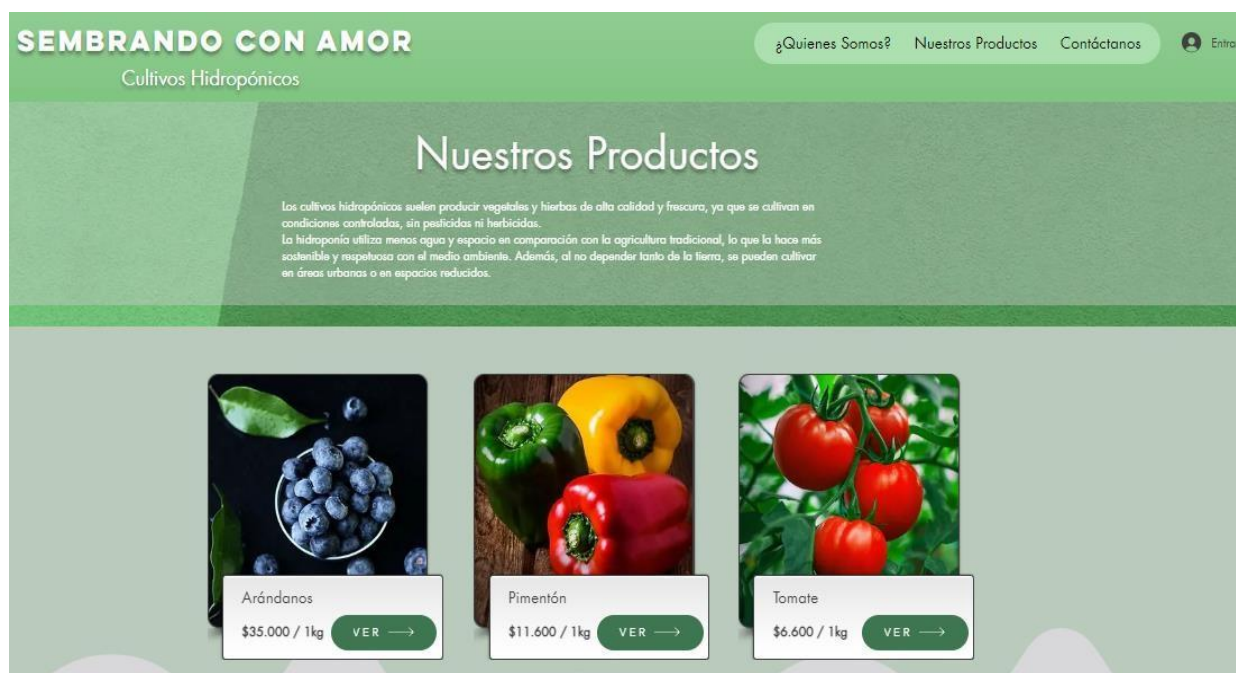 SEMBRANDO CON AMOR
Cultivos Hidropónicos
¿Quienes Somos?
Nuestros Productos
Contáctanos
Entra
Nuestros Productos
Los cultivos hidropónicos suelen producir vegetales y hierbas de alta calidad y frescura, ya que se cultivan en
condiciones controladas, sin pesticidas ni herbicidas.
La hidroponía utiliza menos agua y espacio en comparación con la agricultura tradicional, lo que la hace más
sostenible y respetuosa con el medio ambiente. Además, al no depender tanto de la tierra, se pueden cultivar
en áreas urbanas o en espacios reducidos.
Arándanos
$35.000 / 1kg
VER
Pimentón
$11.600 / 1kg
VER
Tomate
$6.600 / 1kg
VER